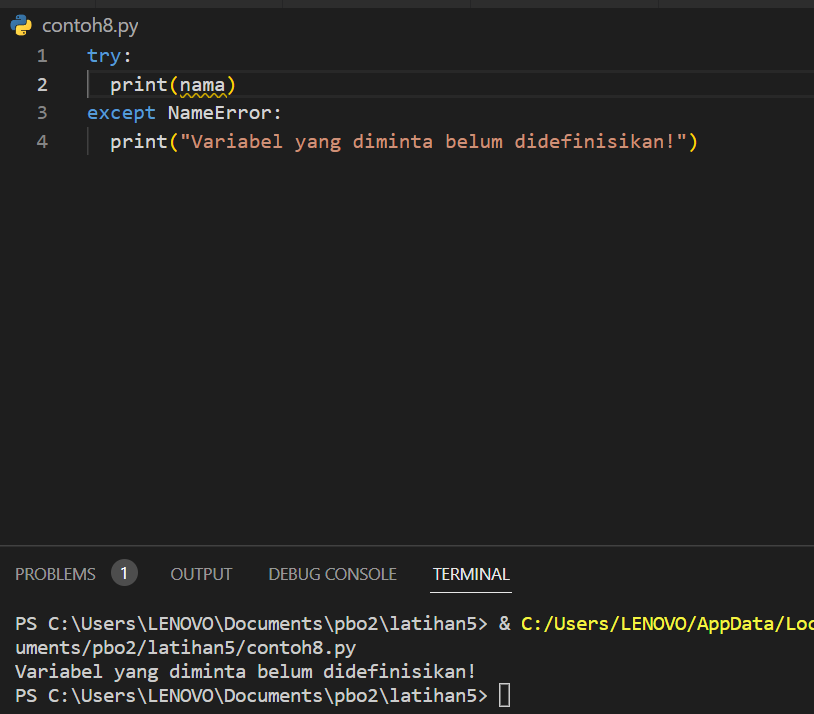 contoh8.py
1 try:
2 print(nama)
3 except NameError:
4 print("Variabel yang diminta belum didefinisikan!")
PROBLEMS 1 OUTPUT DEBUG CONSOLE TERMINAL
PS C:\Users\LENOVO\Documents\pbo2\latihan5> & C:/Users/LENOVO/AppData/Loc
uments/pbo2/latihan5/contoh8.py
Variabel yang diminta belum didefinisikan!
PS C:\Users\LENOVO\Documents\pbo2\latihan5>